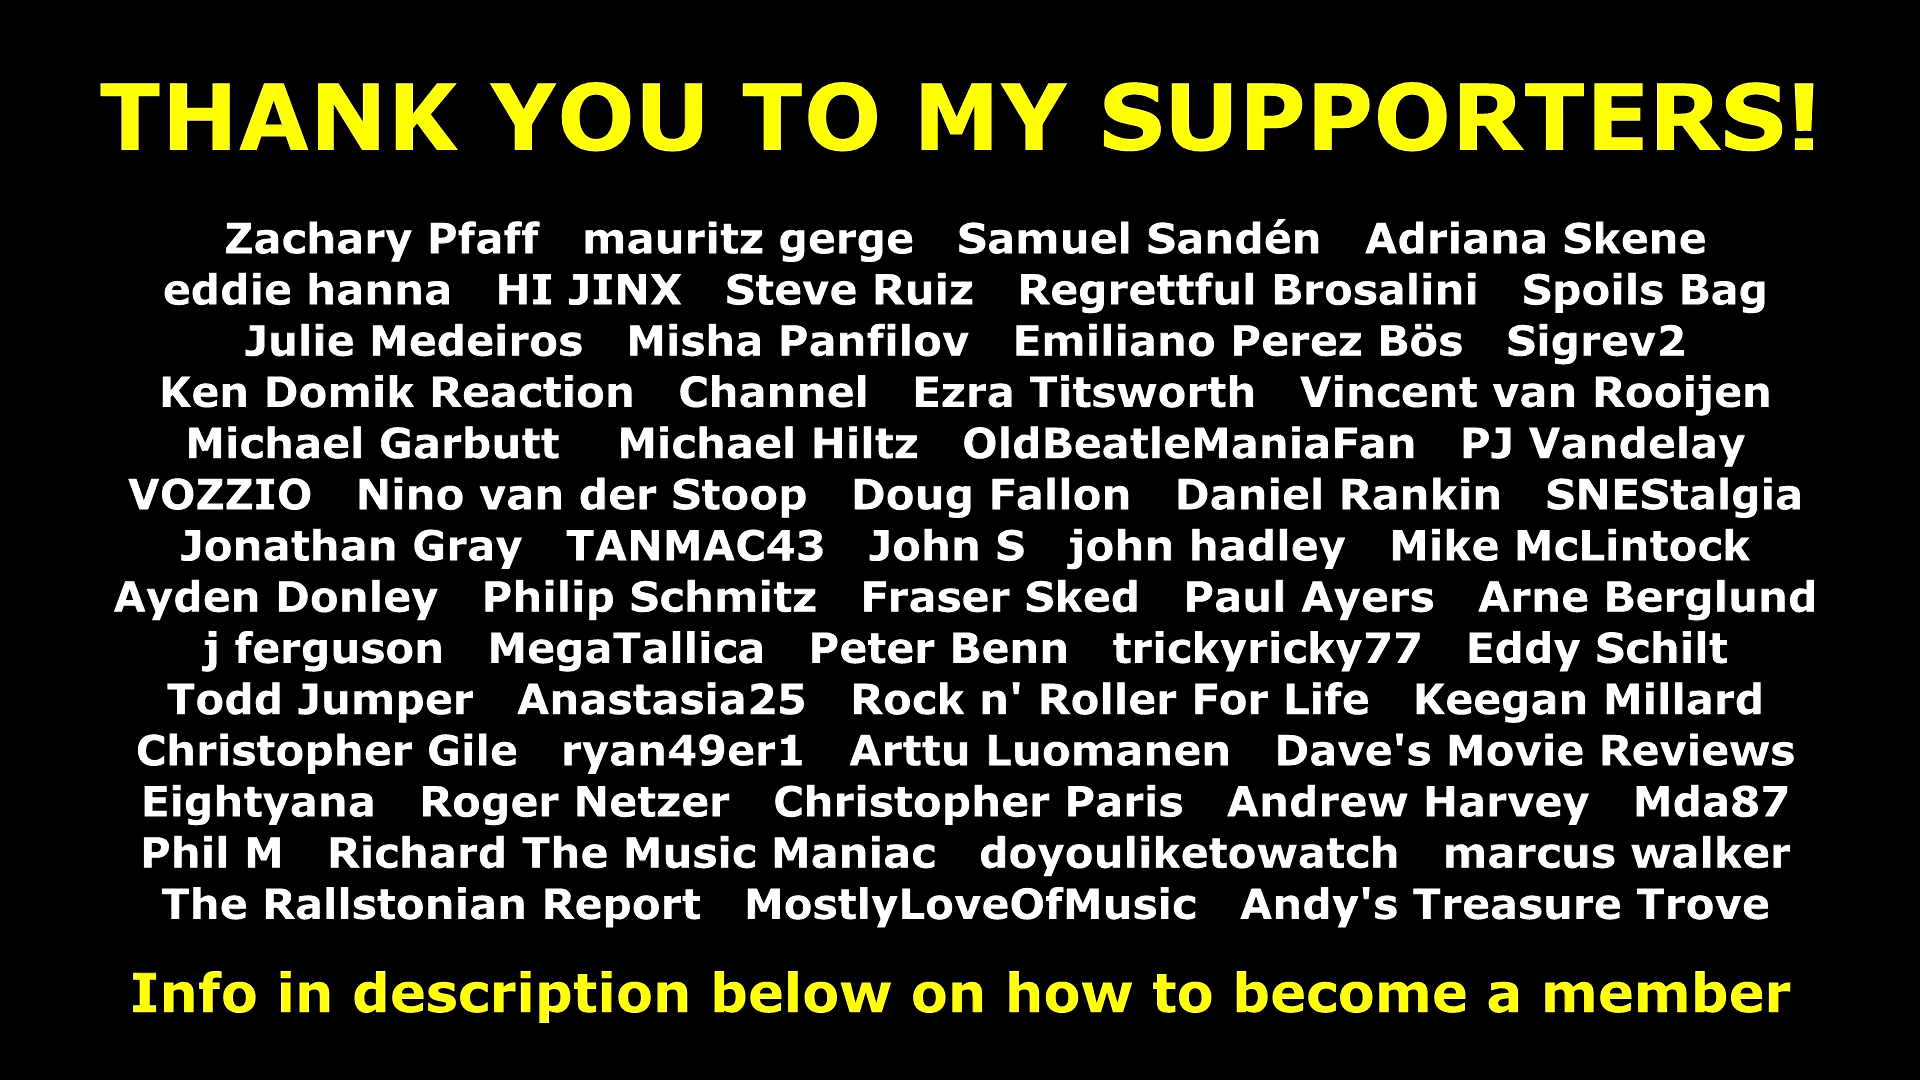 THANK YOU TO MY SUPPORTERS!
Zachary Pfaff mauritz gerge Samuel Sandén Adriana Skene
eddie hanna HI JINX Steve Ruiz Regrettful Brosalini Spoils Bag
Julie Medeiros Misha Panfilov Emiliano Perez Bös Sigrev2
Ken Domik Reaction Channel Ezra Titsworth Vincent van Rooijen
Michael Garbutt Michael Hiltz OldBeatleManiaFan PJ Vandelay
VOZZIO Nino van der Stoop Doug Fallon Daniel Rankin SNEStalgia
Jonathan Gray TANMAC43 John S john hadley Mike McLintock
Ayden Donley Philip Schmitz Fraser Sked Paul Ayers Arne Berglund
j ferguson MegaTallica Peter Benn trickyricky77 Eddy Schilt
Todd Jumper Anastasia25 Rock n' Roller For Life Keegan Millard
Christopher Gile ryan49er1 Arttu Luomanen Dave's Movie Reviews
Eightyana Roger Netzer Christopher Paris Andrew Harvey Mda87
Phil M Richard The Music Maniac doyouliketowatch marcus walker
The Rallstonian Report MostlyLoveOfMusic Andy's Treasure Trove
Info in description below on how to become a member